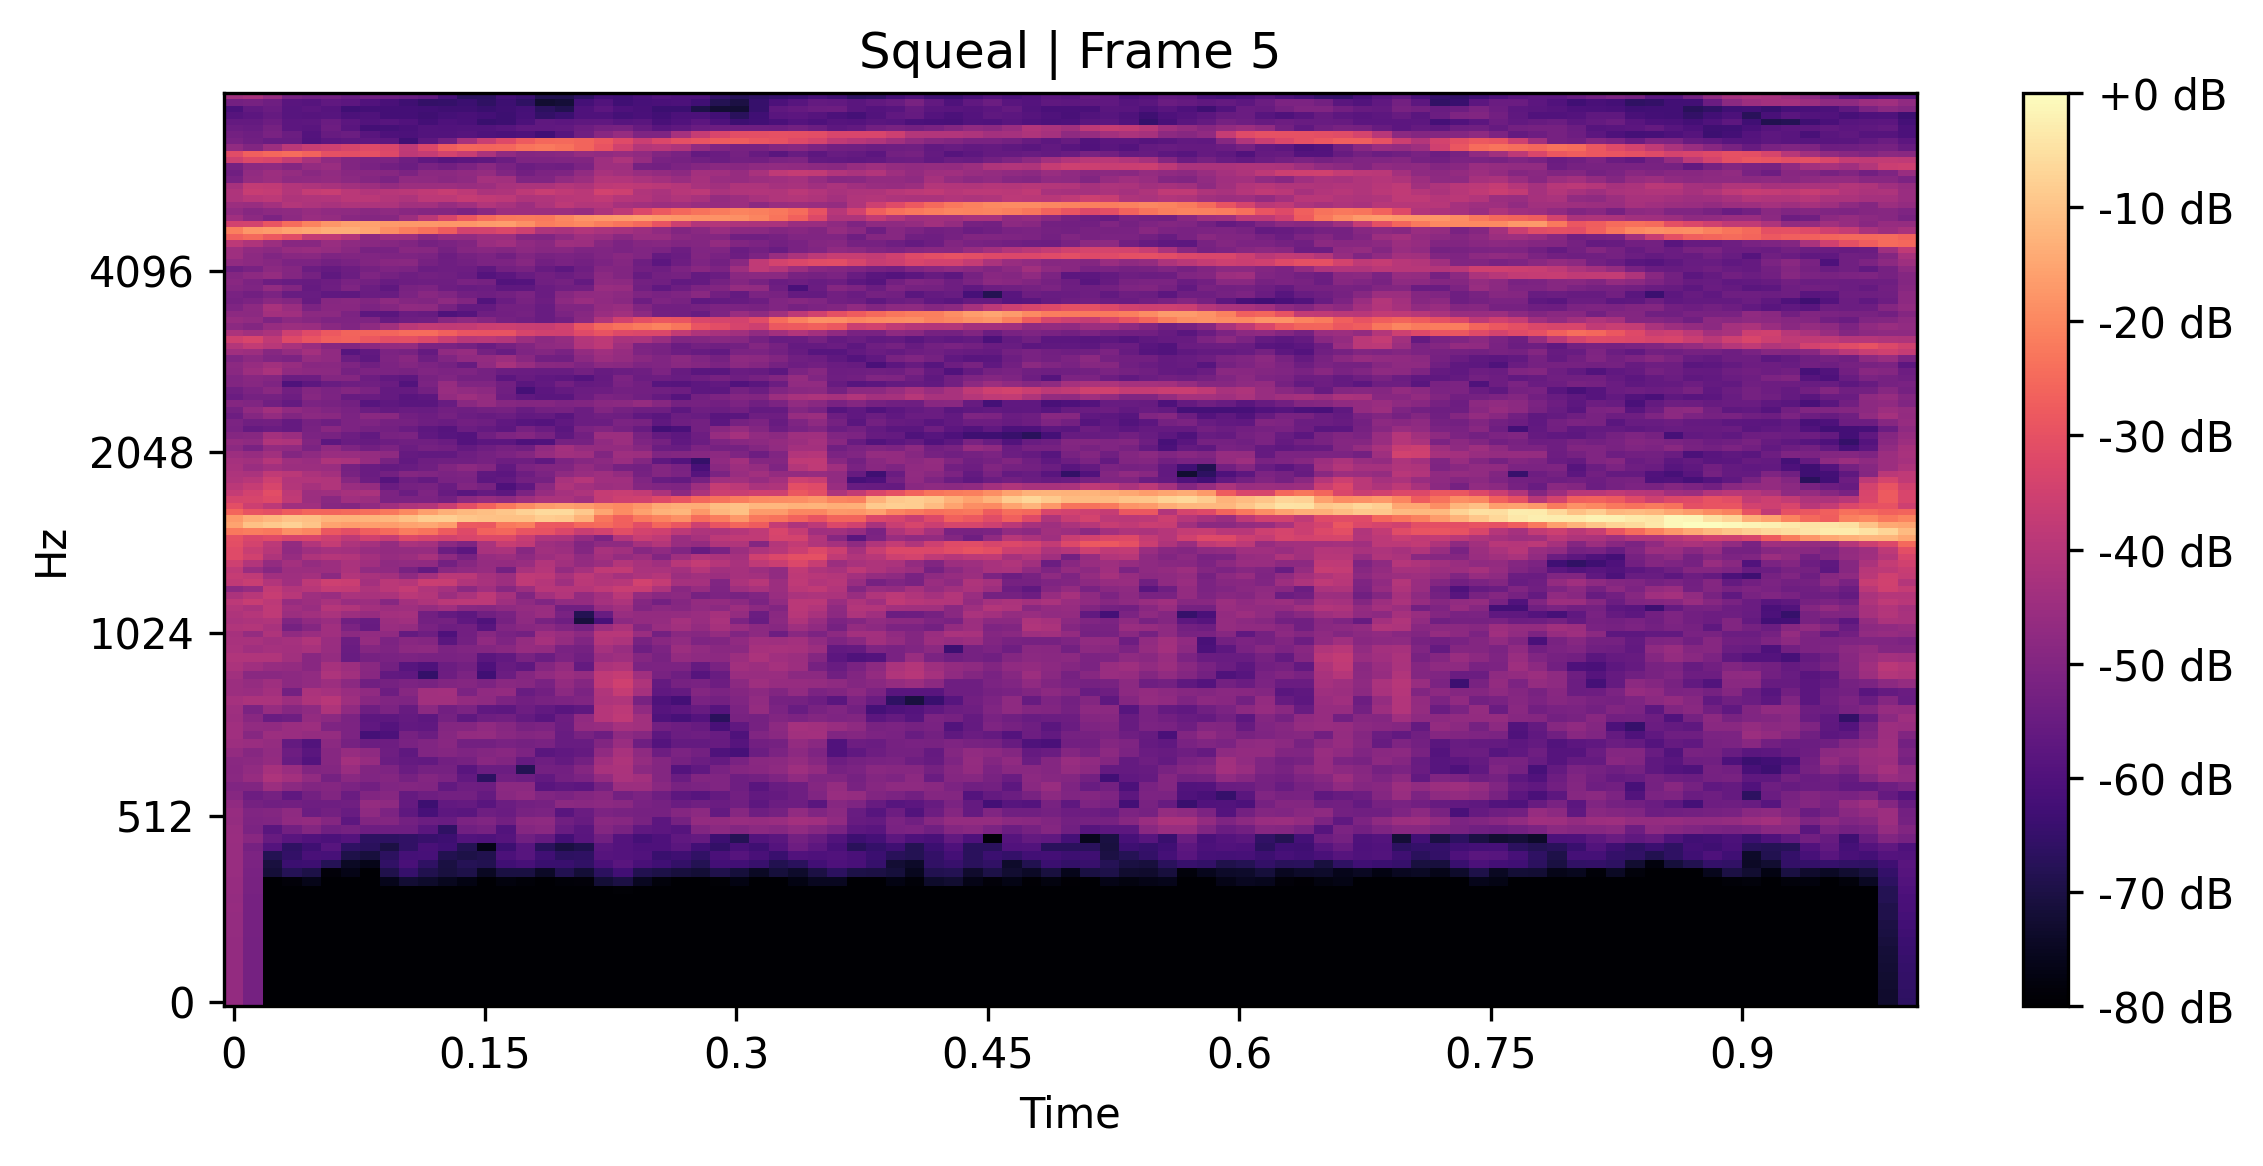 Squeal | Frame 5
+0 dB
-10 dB
-20 dB
-30 dB
-40 dB
-50 dB
-60 dB
-70 dB
-80 dB
Hz
4096
2048
1024
512
0
0 0.15 0.3 0.45 0.6 0.75 0.9
Time